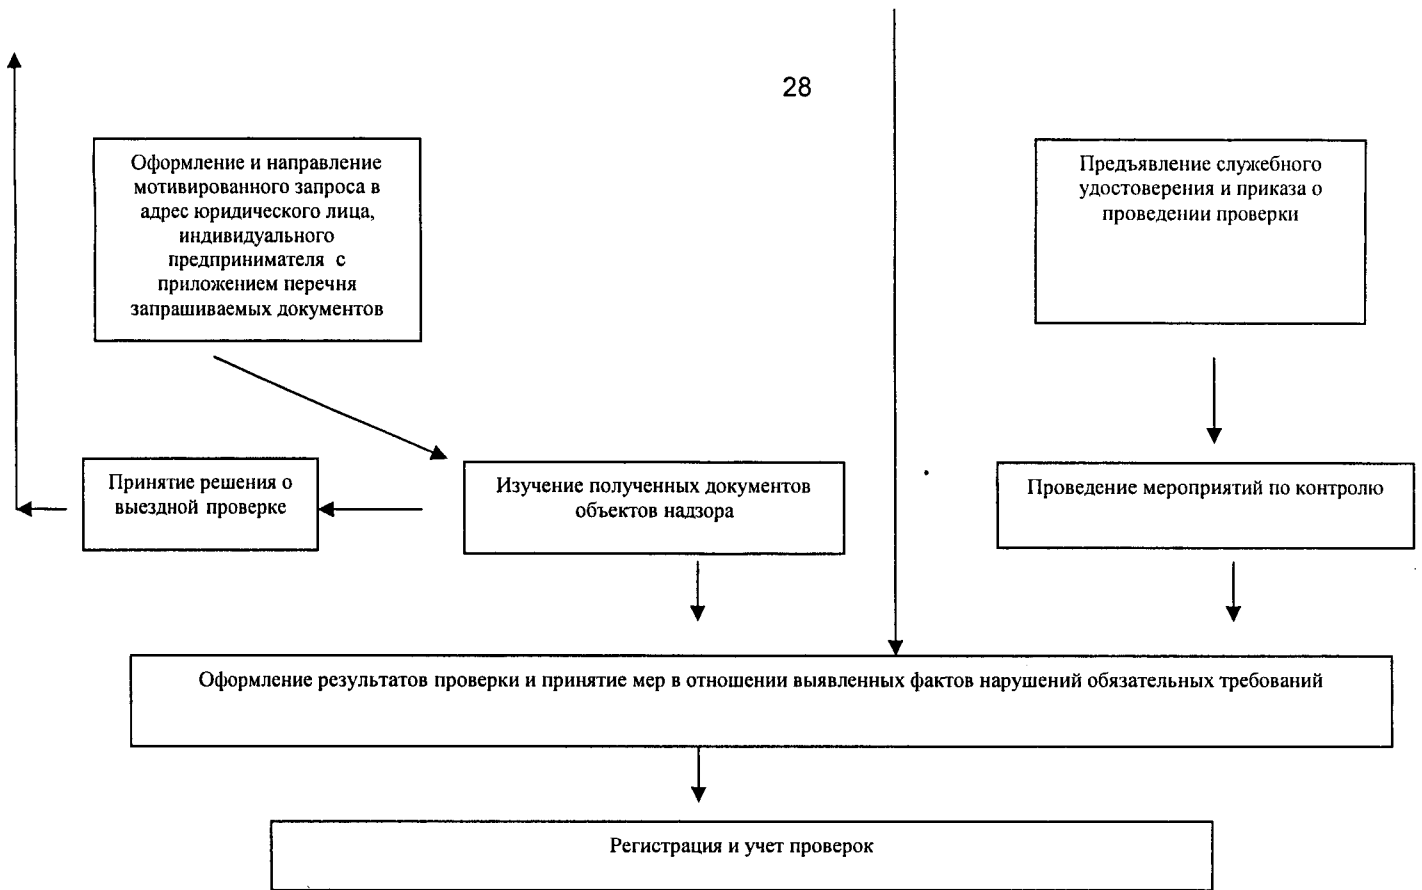 28
Оформление и направление
мотивированного запроса в
адрес юридического лица,
индивидуального
предпринимателя с
приложением перечня
запрашиваемых документов
Предъявление служебного
удостоверения и приказа о
проведении проверки
Принятие решения о
выездной проверке
Изучение полученных документов
объектов надзора
Проведение мероприятий по контролю
Оформление результатов проверки и принятие мер в отношении выявленных фактов нарушений обязательных требований
Регистрация и учет проверок